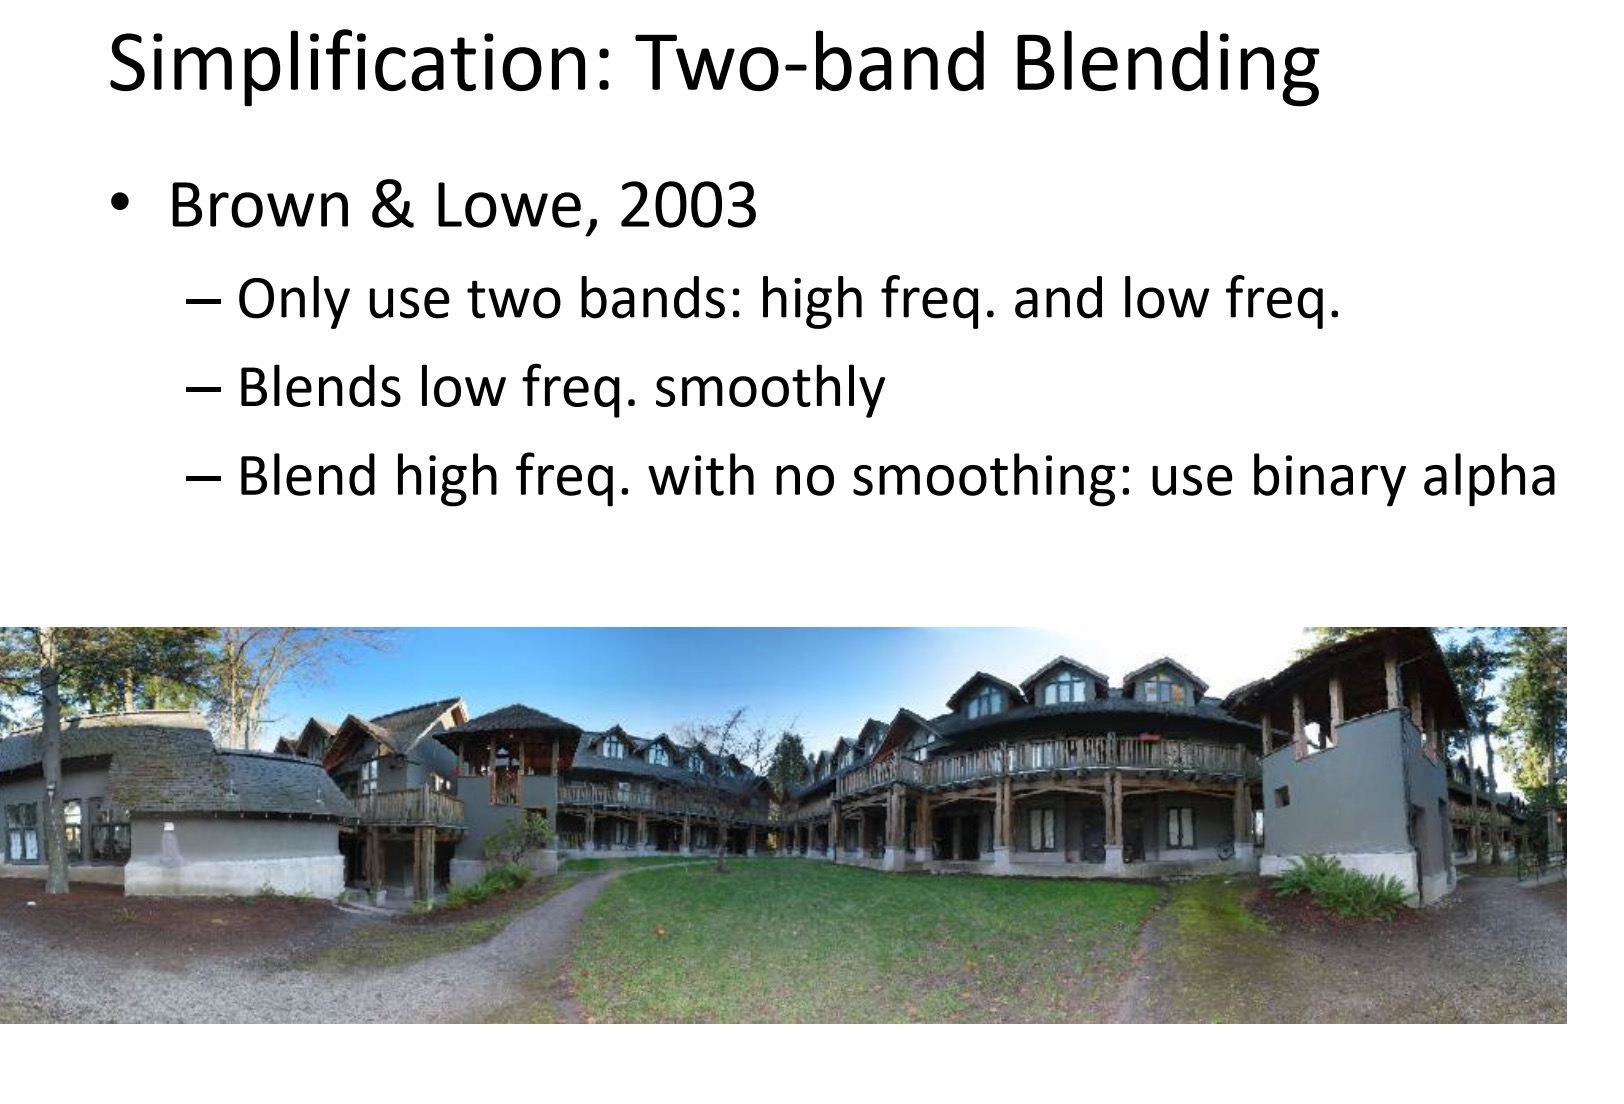 Simplification: Two-band Blending
• Brown & Lowe, 2003
– Only use two bands: high freq. and low freq.
– Blends low freq. smoothly
– Blend high freq. with no smoothing: use binary alpha